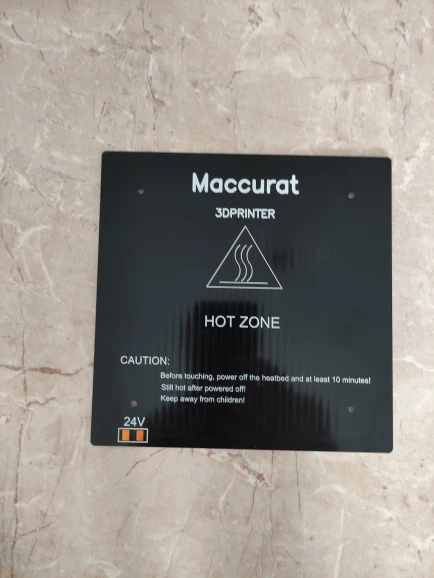 Maccurat
3DPRINTER
HOT ZONE
CAUTION:
Before touching, power off the heatbed and at least 10 minutes!
Still hot after powered off!
Keep away from children!
24V